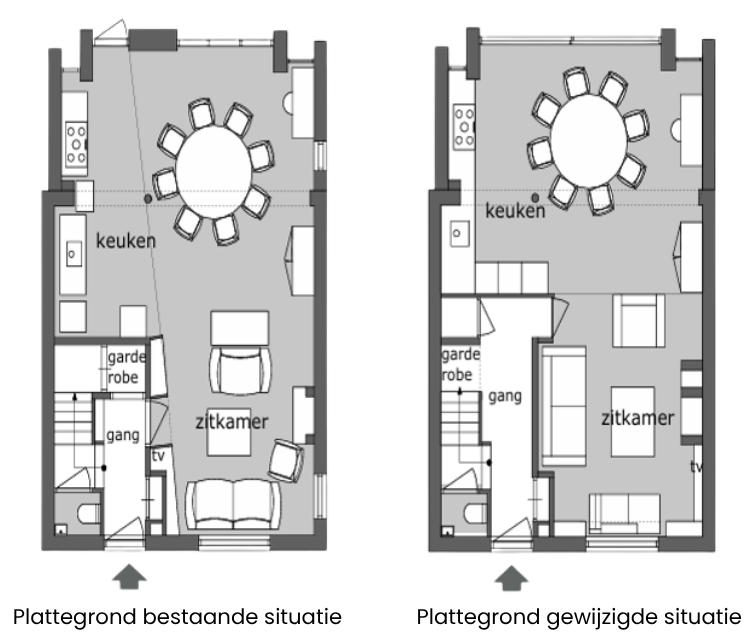 keuken
garde
robe
gang
zitkamer
tv
Plattegrond bestaande situatie
keuken
garde
robe
gang
zitkamer
tv
Plattegrond gewijzigde situatie